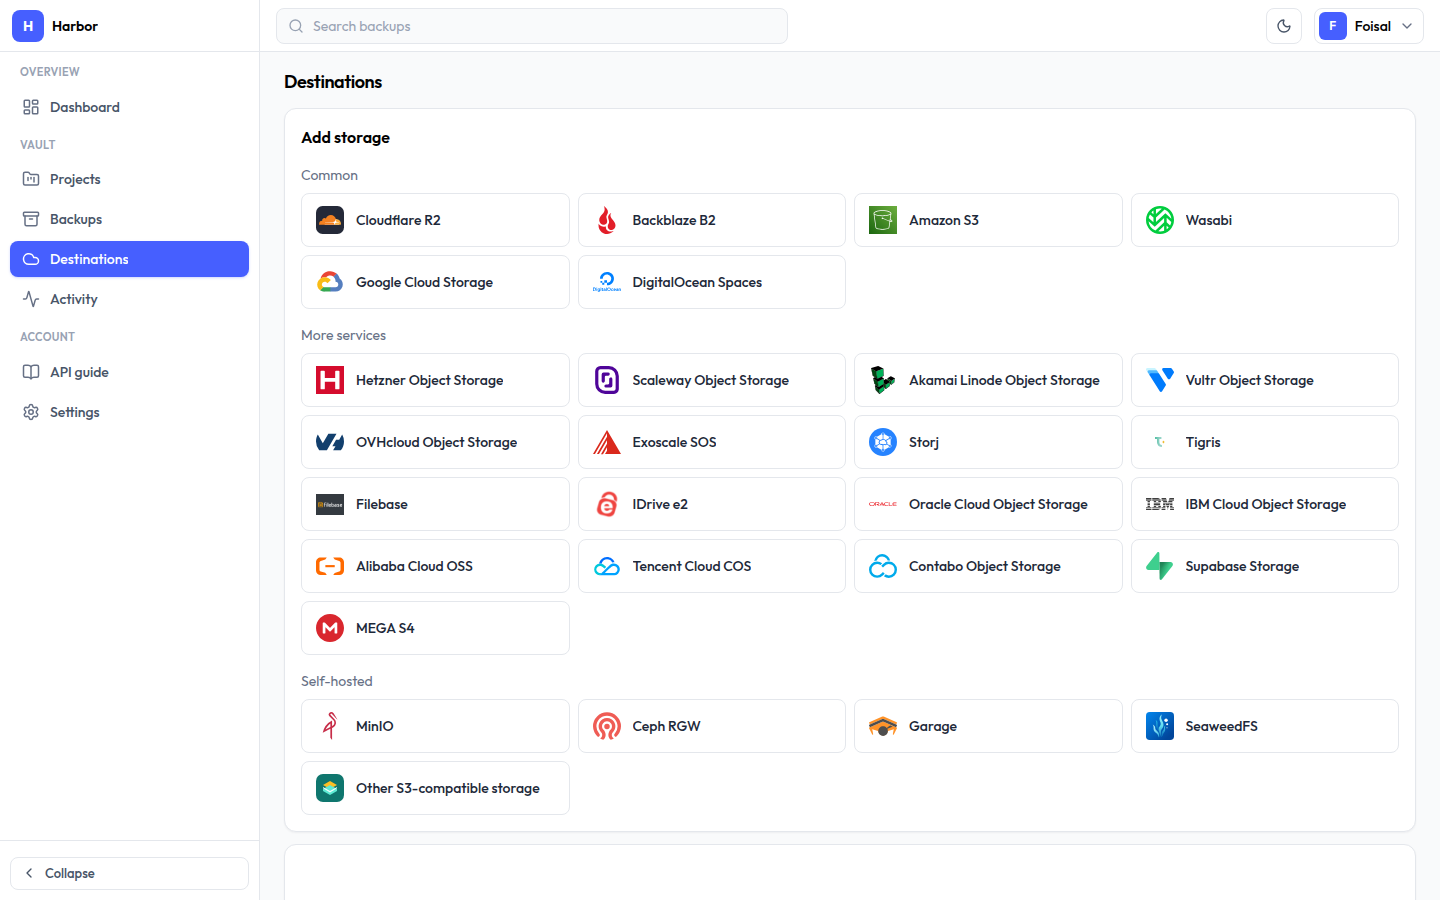 H Harbor
Search backups
F Foisal
OVERVIEW
Dashboard
VAULT
Projects
Backups
Destinations
Activity
ACCOUNT
API guide
Settings
Collapse
Destinations
Add storage
Common
Cloudflare R2
Backblaze B2
Amazon S3
Wasabi
Google Cloud Storage
DigitalOcean
DigitalOcean Spaces
More services
H Hetzner Object Storage
Scaleway Object Storage
Akamai Linode Object Storage
Vultr Object Storage
OVHcloud Object Storage
Exoscale SOS
Storj
Tigris
Filebase
Filebase
IDrive e2
ORACLE
Oracle Cloud Object Storage
IBM
IBM Cloud Object Storage
Alibaba Cloud OSS
Tencent Cloud COS
Contabo Object Storage
Supabase Storage
M MEGA S4
Self-hosted
MinIO
Ceph RGW
Garage
SeaweedFS
Other S3-compatible storage